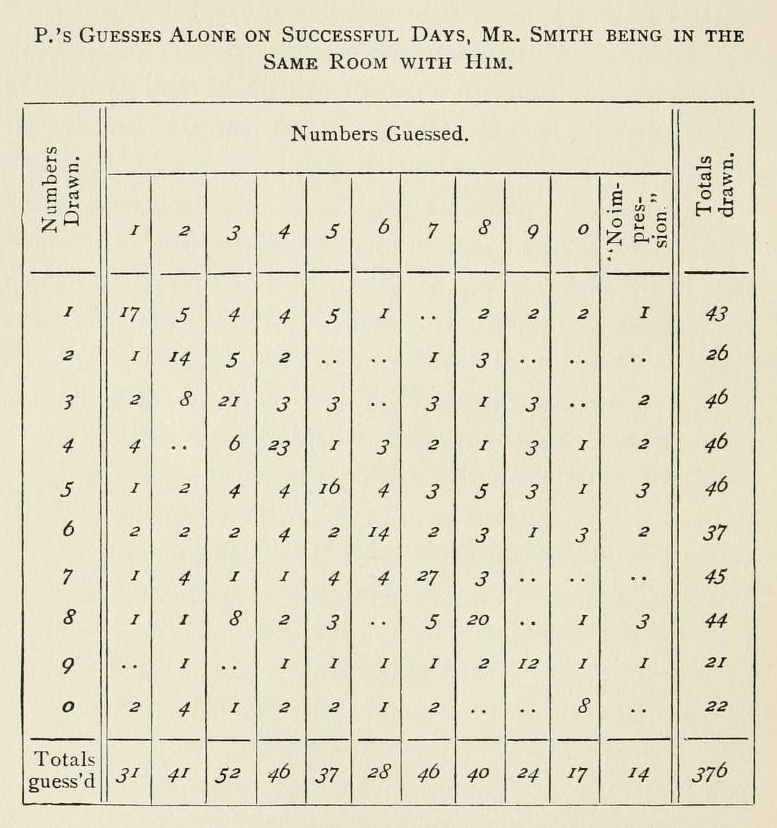 P.'s Guesses Alone on Successful Days, Mr. Smith being in the
Same Room with Him.
Numbers Drawn. Numbers Guessed. Totals drawn.
1 2 3 4 5 6 7 8 9 0 "No im-pres-sion."
1 17 5 4 4 5 1 .. 2 2 2 1 43
2 1 14 5 2 .. .. 1 3 .. .. .. 26
3 2 8 21 3 3 .. 3 1 3 .. 2 46
4 4 .. 6 23 1 3 2 1 3 1 2 46
5 1 2 4 4 16 4 3 5 3 1 3 46
6 2 2 2 4 2 14 2 3 1 3 2 37
7 1 4 1 1 4 4 27 3 .. .. .. 45
8 1 1 8 2 3 .. 5 20 .. 1 3 44
9 .. 1 .. 1 1 1 1 2 12 1 1 21
0 2 4 1 2 2 1 2 .. .. 8 .. 22
Totals
guess'd 31 41 52 46 37 28 46 40 24 17 14 376